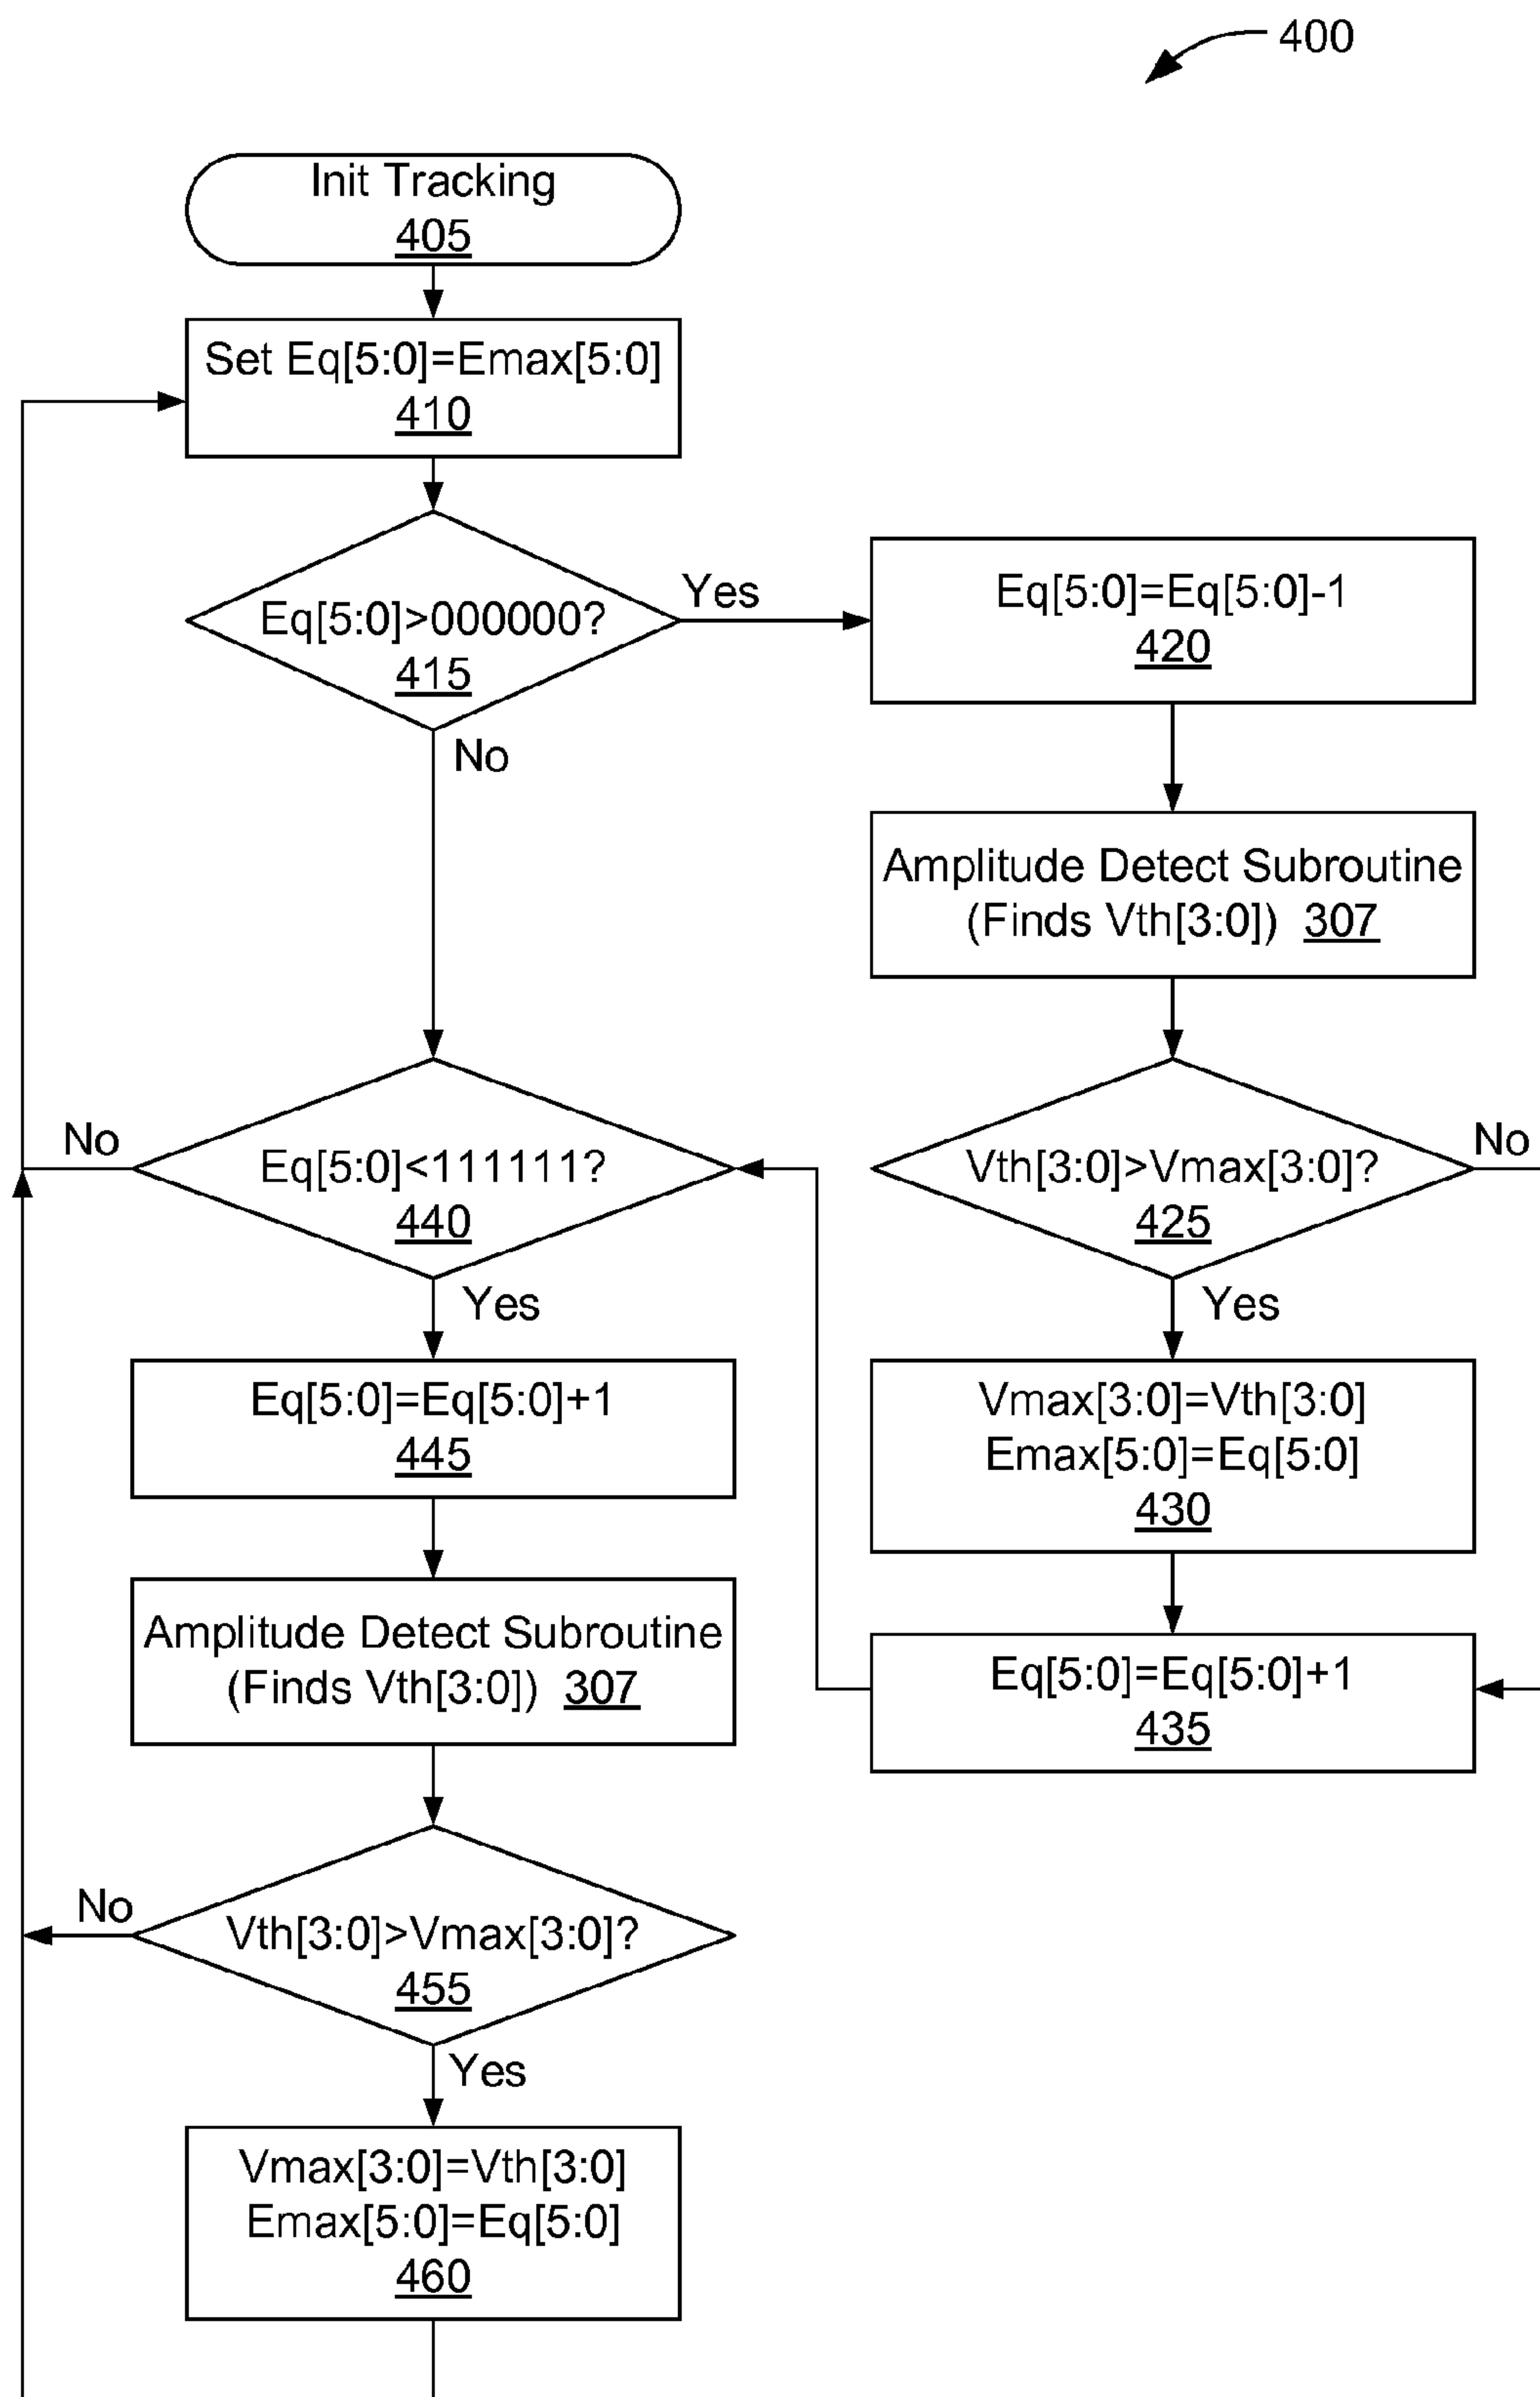 400
Init Tracking
405
Set Eq[5:0]=Emax[5:0]
410
Eq[5:0]>000000?
415
Yes
No
Eq[5:0]=Eq[5:0]-1
420
Amplitude Detect Subroutine
(Finds Vth[3:0]) 307
Vth[3:0]>Vmax[3:0]?
425
No
Yes
Vmax[3:0]=Vth[3:0]
Emax[5:0]=Eq[5:0]
430
Eq[5:0]=Eq[5:0]+1
435
No
Eq[5:0]<111111?
440
Yes
Eq[5:0]=Eq[5:0]+1
445
Amplitude Detect Subroutine
(Finds Vth[3:0]) 307
No
Vth[3:0]>Vmax[3:0]?
455
Yes
Vmax[3:0]=Vth[3:0]
Emax[5:0]=Eq[5:0]
460